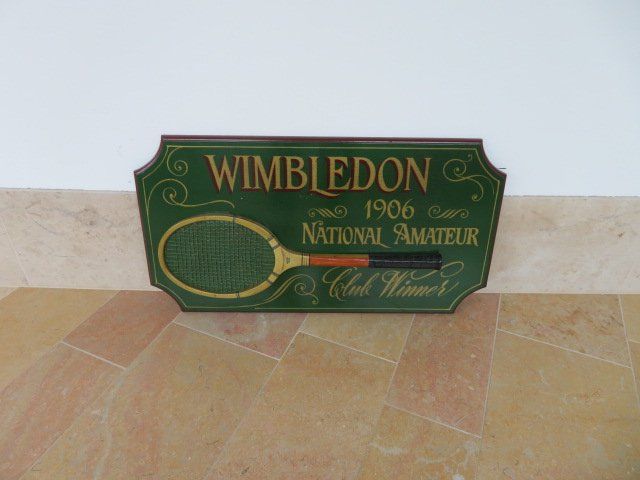 WIMBLEDON
1906
NATIONAL AMATEUR
Club Winner